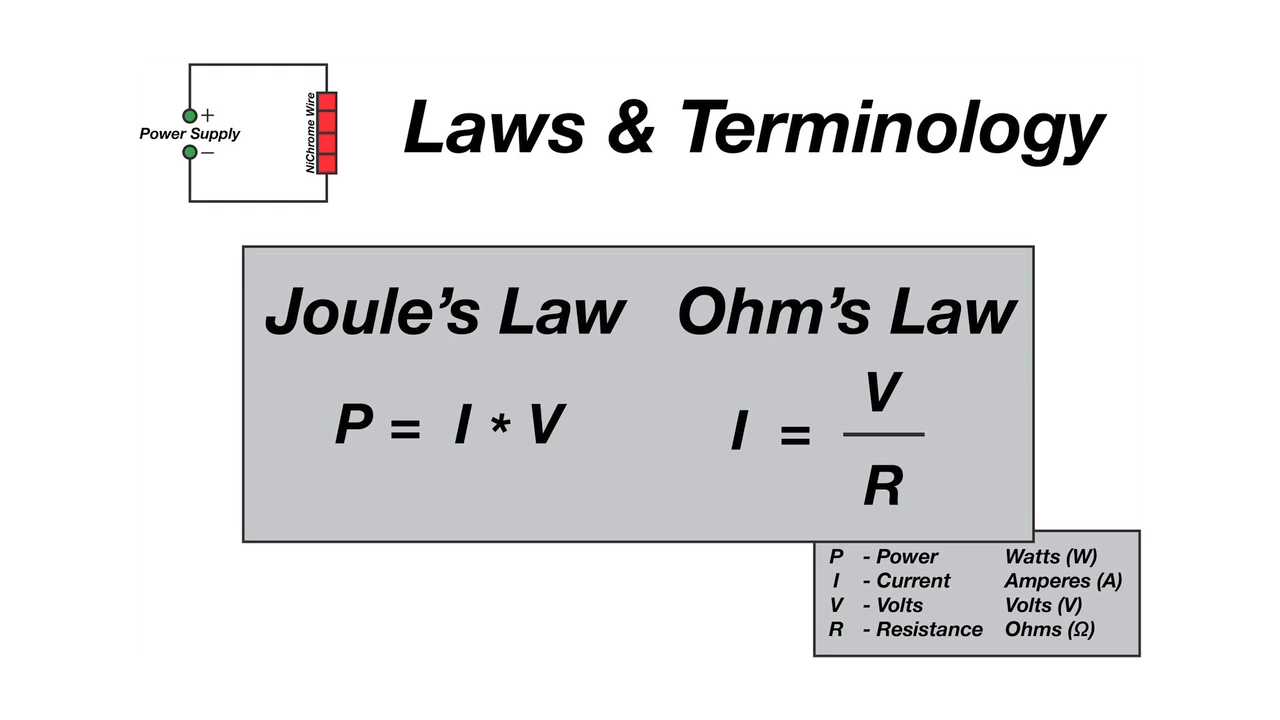 +
Power Supply
−
NiChrome Wire
Laws & Terminology
Joule’s Law
P = I * V
Ohm’s Law
I = V
R
P - Power Watts (W)
I - Current Amperes (A)
V - Volts Volts (V)
R - Resistance Ohms (Ω)